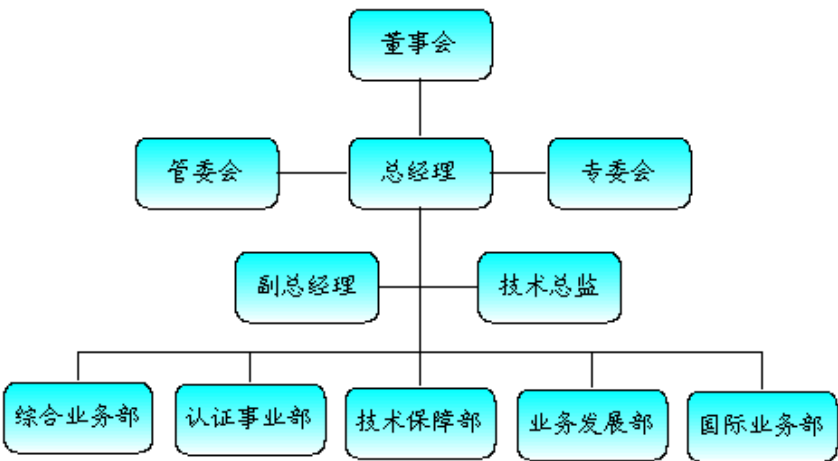 董事会
管委会
总经理
专委会
副总经理
技术总监
综合业务部
认证事业部
技术保障部
业务发展部
国际业务部